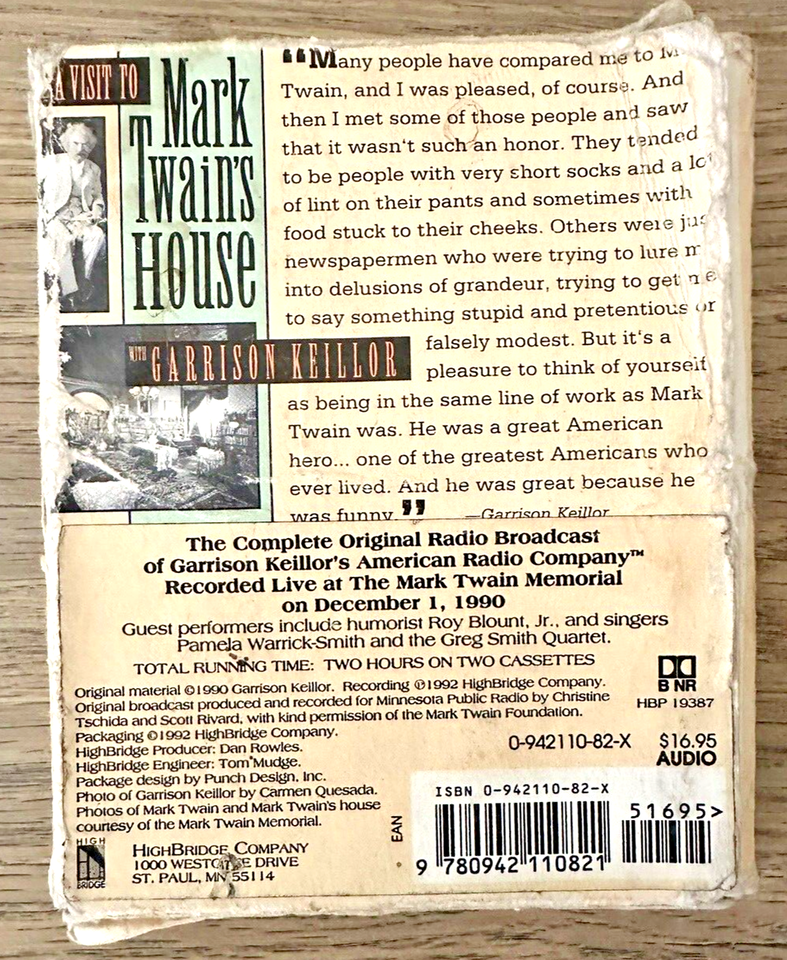 A VISIT TO
Mark
Twain's
House
WITH GARRISON KEILLOR
“Many people have compared me to
Twain, and I was pleased, of course. And
then I met some of those people and saw
that it wasn't such an honor. They tended
to be people with very short socks and a lot
of lint on their pants and sometimes with
food stuck to their cheeks. Others were
newspapermen who were trying to lure
into delusions of grandeur, trying to get me
to say something stupid and pretentious or
falsely modest. But it's a
pleasure to think of yourself
as being in the same line of work as Mark
Twain was. He was a great American
hero... one of the greatest Americans who
ever lived. And he was great because he
was funny.” —Garrison Keillor
The Complete Original Radio Broadcast
of Garrison Keillor's American Radio Company™
Recorded Live at The Mark Twain Memorial
on December 1, 1990
Guest performers include humorist Roy Blount, Jr., and singers
Pamela Warrick-Smith and the Greg Smith Quartet.
TOTAL RUNNING TIME: TWO HOURS ON TWO CASSETTES
Original material ©1990 Garrison Keillor. Recording ℗1992 HighBridge Company.
Original broadcast produced and recorded for Minnesota Public Radio by Christine
Tschida and Scott Rivard, with kind permission of the Mark Twain Foundation.
Packaging ©1992 HighBridge Company.
HighBridge Producer: Dan Rowles.
HighBridge Engineer: Tom Mudge.
Package design by Punch Design, Inc.
Photo of Garrison Keillor by Carmen Quesada.
Photos of Mark Twain and Mark Twain's house
courtesy of the Mark Twain Memorial.
B NR
HBP 19387
0-942110-82-X $16.95
AUDIO
HIGH
BRIDGE
HIGHBRIDGE COMPANY
1000 WESTGATE DRIVE
ST. PAUL, MN 55114
EAN
ISBN 0-942110-82-X
51695>
9 780942 110821